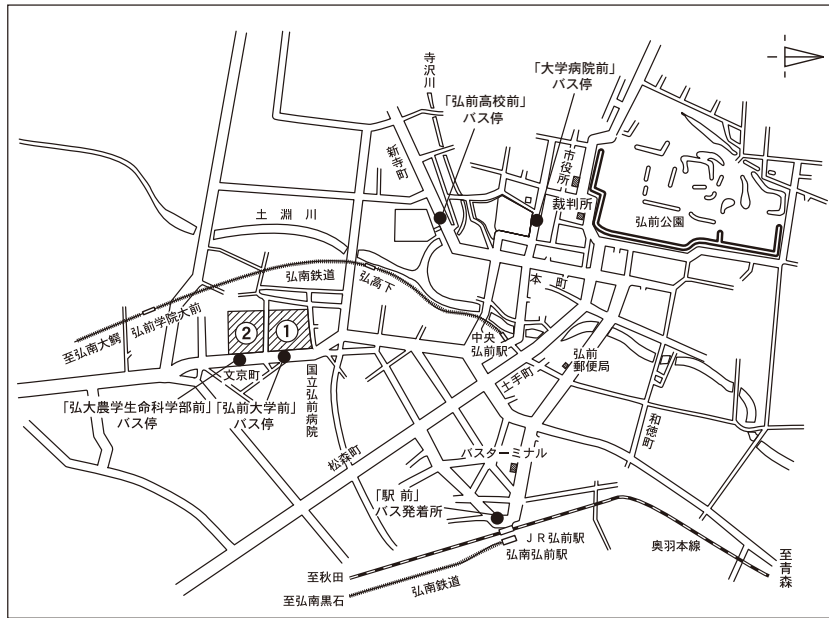 寺沢川
「弘前高校前」
バス停
「大学病院前」
バス停
新寺町
市役所
裁判所
弘前公園
土淵川
弘南鉄道
弘高下
本町
弘前学院大前
至弘南大鰐
②
①
文京町
国立弘前病院
中央
弘前駅
弘前
郵便局
土手町
和徳町
「弘大農学生命科学部前」
バス停
「弘前大学前」
バス停
松森町
バスターミナル
「駅 前」
バス発着所
JR弘前駅
弘南弘前駅
奥羽本線
至青森
至秋田
弘南鉄道
至弘南黒石